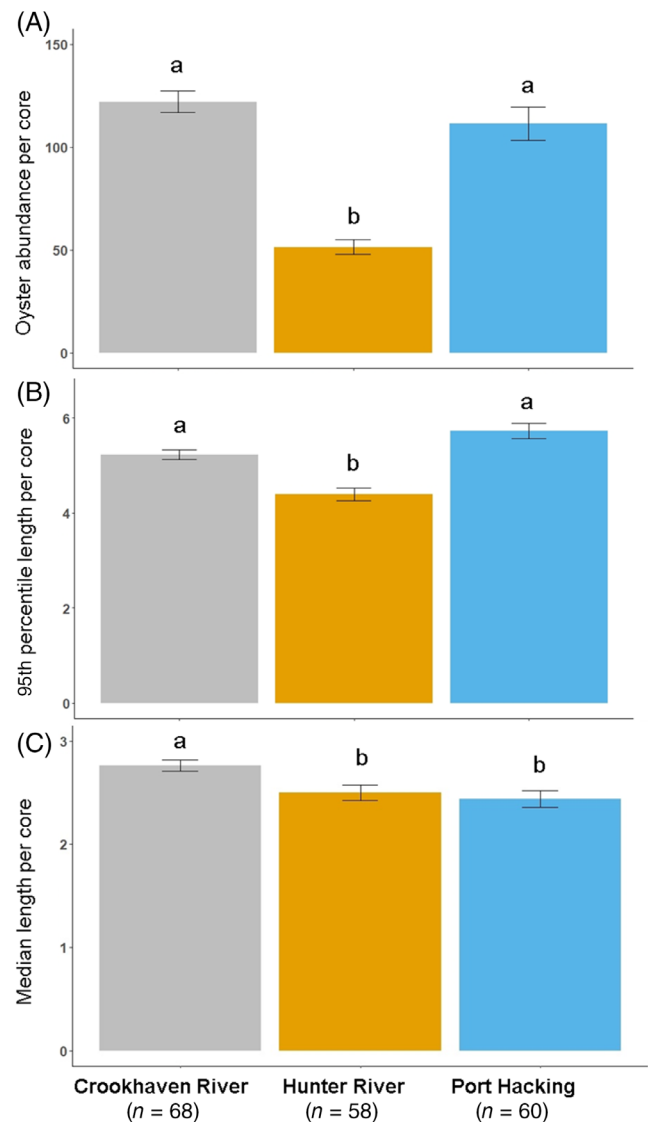 (A)
Oyster abundance per core
150
100
50
0
a
b
a
(B)
95th percentile length per core
6
4
2
0
a
b
a
(C)
Median length per core
3
2
1
0
a
b
b
Crookhaven River Hunter River Port Hacking
(n = 68) (n = 58) (n = 60)